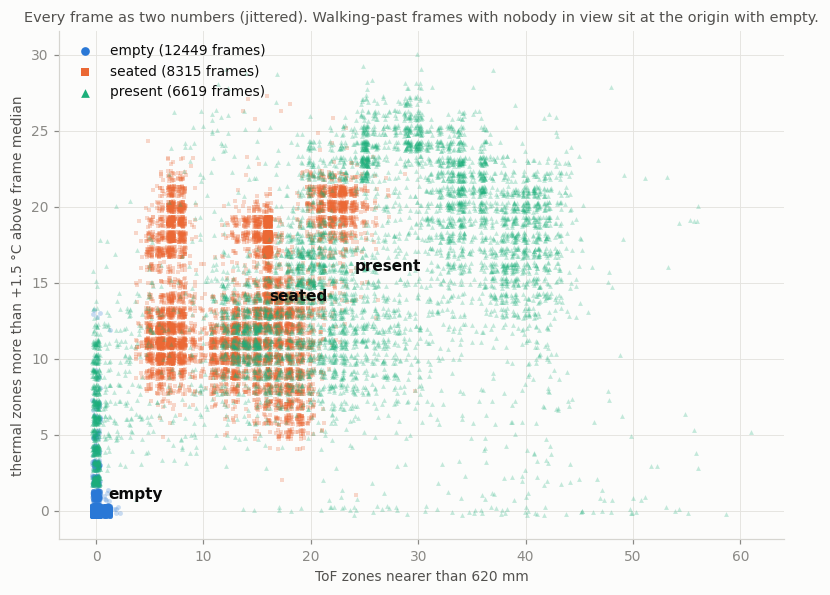 Every frame as two numbers (jittered). Walking-past frames with nobody in view sit at the origin with empty.
empty (12449 frames)
seated (8315 frames)
present (6619 frames)
thermal zones more than +1.5 °C above frame median
30
25
20
15
10
5
0
present
seated
empty
0 10 20 30 40 50 60
ToF zones nearer than 620 mm